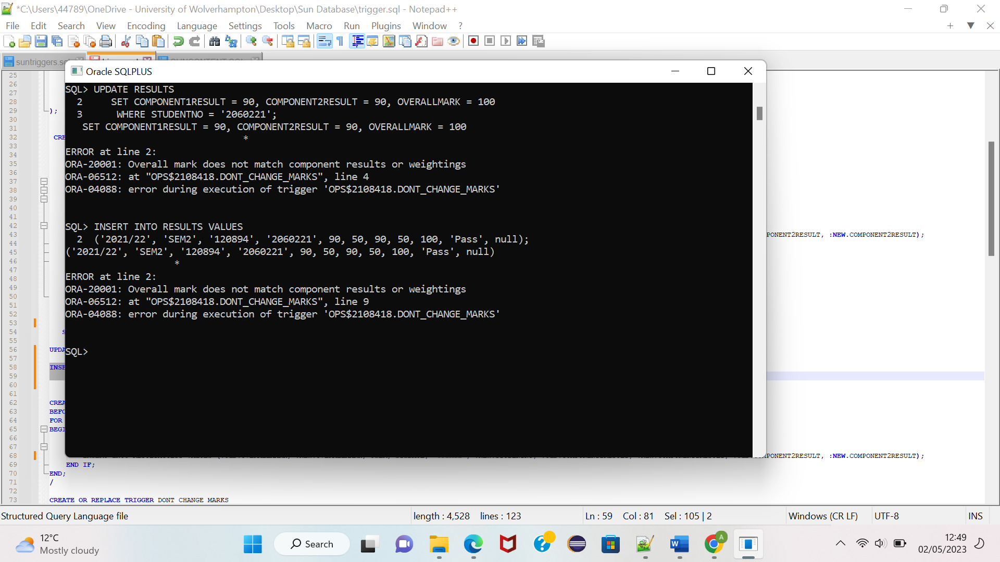 *C:\Users\44789\OneDrive - University of Wolverhampton\Desktop\Sun Database\trigger.sql - Notepad++
File Edit Search View Encoding Language Settings Tools Macro Run Plugins Window ?
suntriggers.sql
Oracle SQLPLUS
SQL> UPDATE RESULTS
2 SET COMPONENT1RESULT = 90, COMPONENT2RESULT = 90, OVERALLMARK = 100
3 WHERE STUDENTNO = '2060221';
SET COMPONENT1RESULT = 90, COMPONENT2RESULT = 90, OVERALLMARK = 100
*
ERROR at line 2:
ORA-20001: Overall mark does not match component results or weightings
ORA-06512: at "OPS$2108418.DONT_CHANGE_MARKS", line 4
ORA-04088: error during execution of trigger 'OPS$2108418.DONT_CHANGE_MARKS'
SQL> INSERT INTO RESULTS VALUES
2 ('2021/22', 'SEM2', '120894', '2060221', 90, 50, 90, 50, 100, 'Pass', null);
('2021/22', 'SEM2', '120894', '2060221', 90, 50, 90, 50, 100, 'Pass', null)
*
ERROR at line 2:
ORA-20001: Overall mark does not match component results or weightings
ORA-06512: at "OPS$2108418.DONT_CHANGE_MARKS", line 9
ORA-04088: error during execution of trigger 'OPS$2108418.DONT_CHANGE_MARKS'
SQL>
25
26
27
28
29 );
30
31
32 CRE
33
34
35
36
37
38
39
40
41
42
43 PONENT2RESULT, :NEW.COMPONENT2RESULT);
44
45
46
47
48
49
50
51
52
53
54 S
55
56 UPDA
57
58 INSE
59
60
61
62 CREA
63 BEFO
64 FOR
65 BEGI
66
67
68 PONENT2RESULT, :NEW.COMPONENT2RESULT);
69 END IF;
70 END;
71 /
72
73 CREATE OR REPLACE TRIGGER DONT_CHANGE_MARKS
Structured Query Language file length : 4,528 lines : 123 Ln : 59 Col : 81 Sel : 105 | 2 Windows (CR LF) UTF-8 INS
12°C
Mostly cloudy
Search
A
12:49
02/05/2023